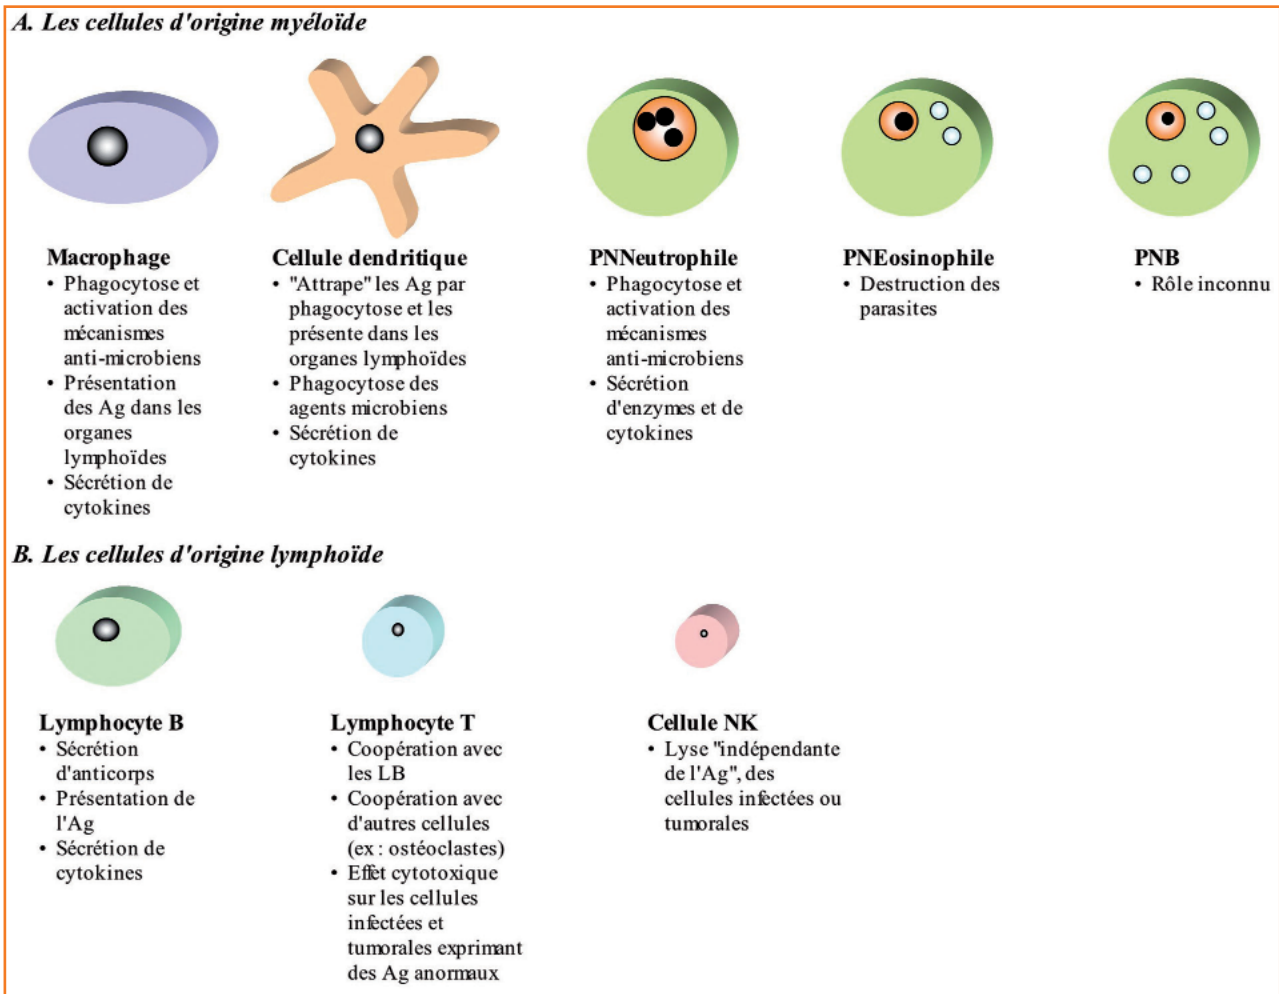 A. Les cellules d'origine myéloïde
Macrophage
• Phagocytose et
activation des
mécanismes
anti-microbiens
• Présentation
des Ag dans les
organes
lymphoïdes
• Sécrétion de
cytokines
Cellule dendritique
• "Attrape" les Ag par
phagocytose et les
présente dans les
organes lymphoïdes
• Phagocytose des
agents microbiens
• Sécrétion de
cytokines
PNNeutrophile
• Phagocytose et
activation des
mécanismes
anti-microbiens
• Sécrétion
d'enzymes et de
cytokines
PNEosinophile
• Destruction des
parasites
PNB
• Rôle inconnu
B. Les cellules d'origine lymphoïde
Lymphocyte B
• Sécrétion
d'anticorps
• Présentation de
l'Ag
• Sécrétion de
cytokines
Lymphocyte T
• Coopération avec
les LB
• Coopération avec
d'autres cellules
(ex : ostéoclastes)
• Effet cytotoxique
sur les cellules
infectées et
tumorales exprimant
des Ag anormaux
Cellule NK
• Lyse "indépendante
de l'Ag", des
cellules infectées ou
tumorales